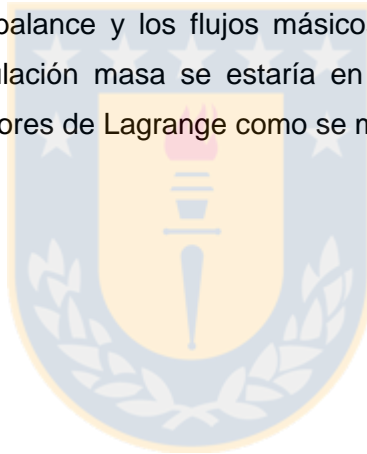 balance y los flujos másico
ulación masa se estaría en
ores de Lagrange como se